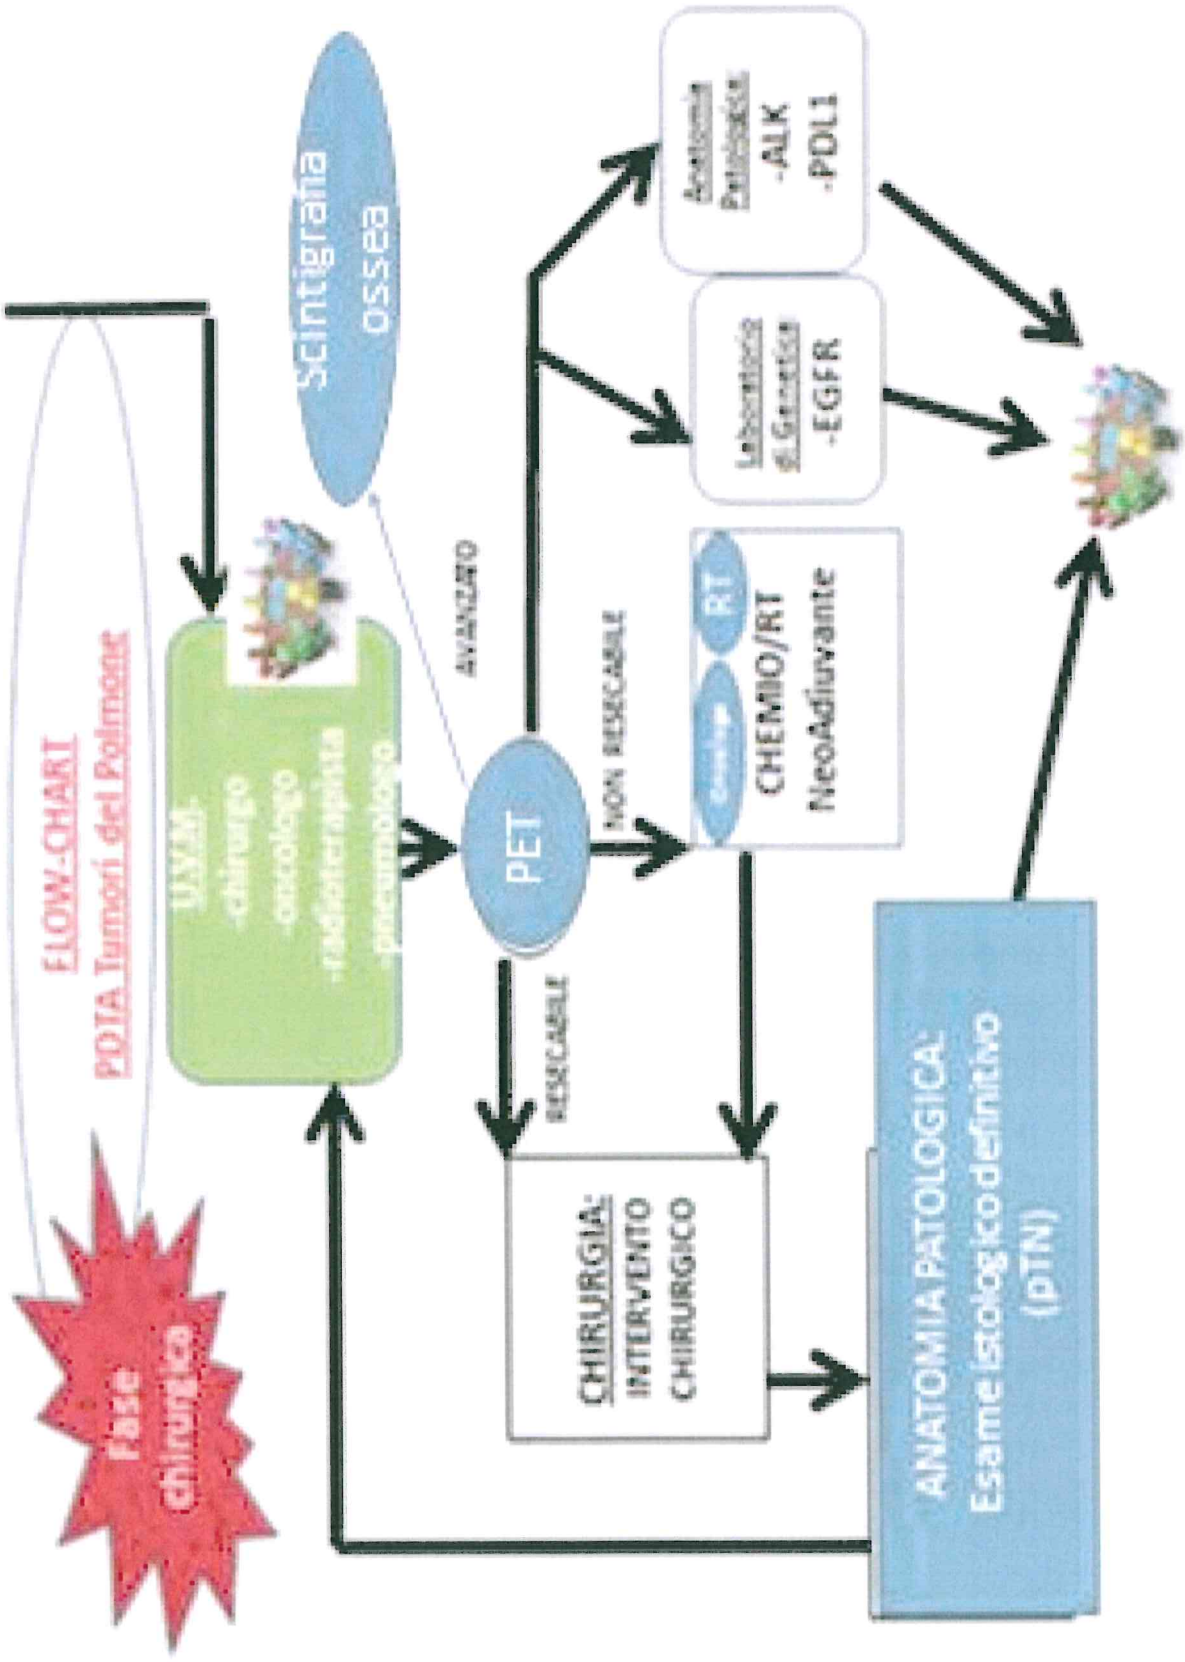 Fase
chirurgica
FLOW-CHART
PDTA Tumori del Polmone
U.V.M.
-chirurgo
-oncologo
-radioterapista
-pneumologo
Scintigrafia
ossea
PET
AVANZATO
RESECABILE
NON RESECABILE
CHIRURGIA:
INTERVENTO
CHIRURGICO
RT
CHEMIO/RT
NeoAdiuvante
Laboratorio
di Genetica
-EGFR
Anatomia
Patologica:
-ALK
-PDL1
ANATOMIA PATOLOGICA:
Esame istologico definitivo
(pTN)